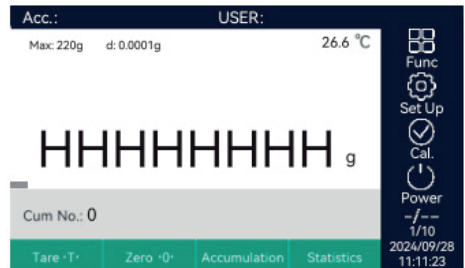 Acc.: USER:
Max: 220g d: 0.0001g 26.6 °C
HHHHHHHH g
Cum No.: 0
Tare ·T· Zero ·0· Accumulation Statistics
Func
Set Up
Cal.
Power
-/--
1/10
2024/09/28
11:11:23